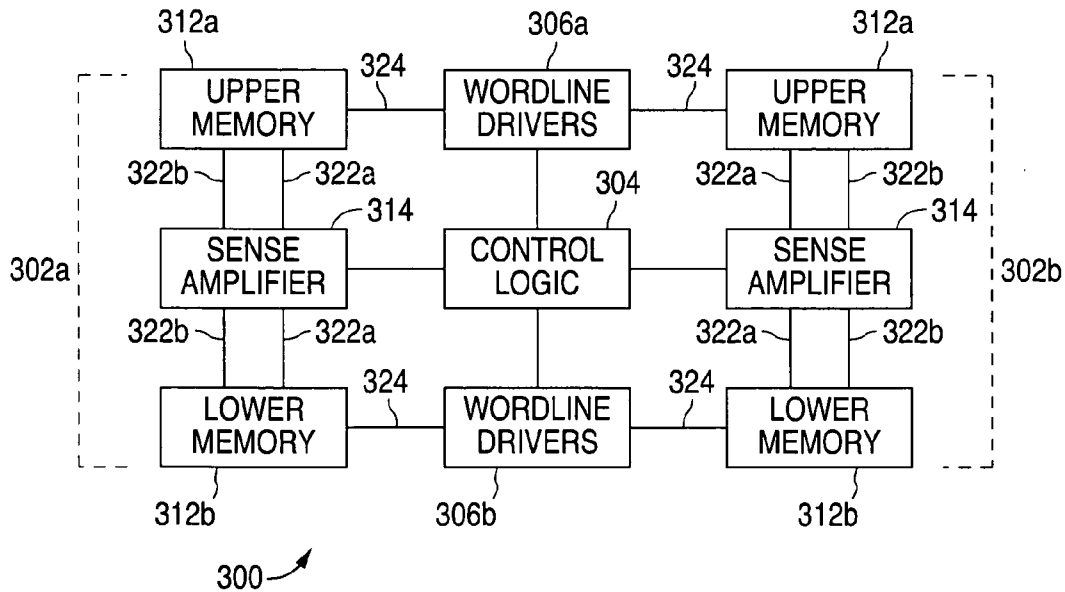 312a
306a
312a
324
324
UPPER
MEMORY
WORDLINE
DRIVERS
UPPER
MEMORY
322b
322a
304
322a
322b
314
314
302a
SENSE
AMPLIFIER
CONTROL
LOGIC
SENSE
AMPLIFIER
302b
322b
322a
322a
322b
324
324
LOWER
MEMORY
WORDLINE
DRIVERS
LOWER
MEMORY
312b
306b
312b
300